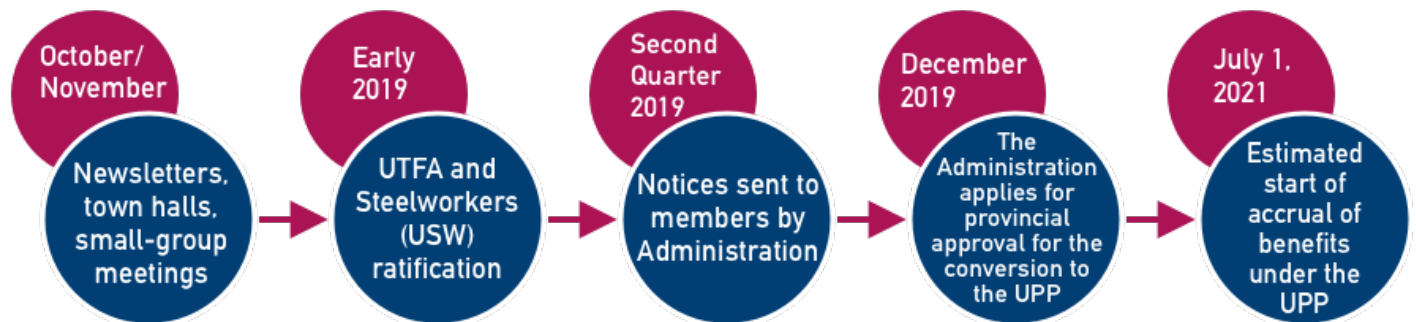 October/
November
Newsletters,
town halls,
small-group
meetings
Early
2019
UTFA and
Steelworkers
(USW)
ratification
Second
Quarter
2019
Notices sent to
members by
Administration
December
2019
The
Administration
applies for
provincial
approval for the
conversion to
the UPP
July 1,
2021
Estimated
start of
accrual of
benefits
under the
UPP